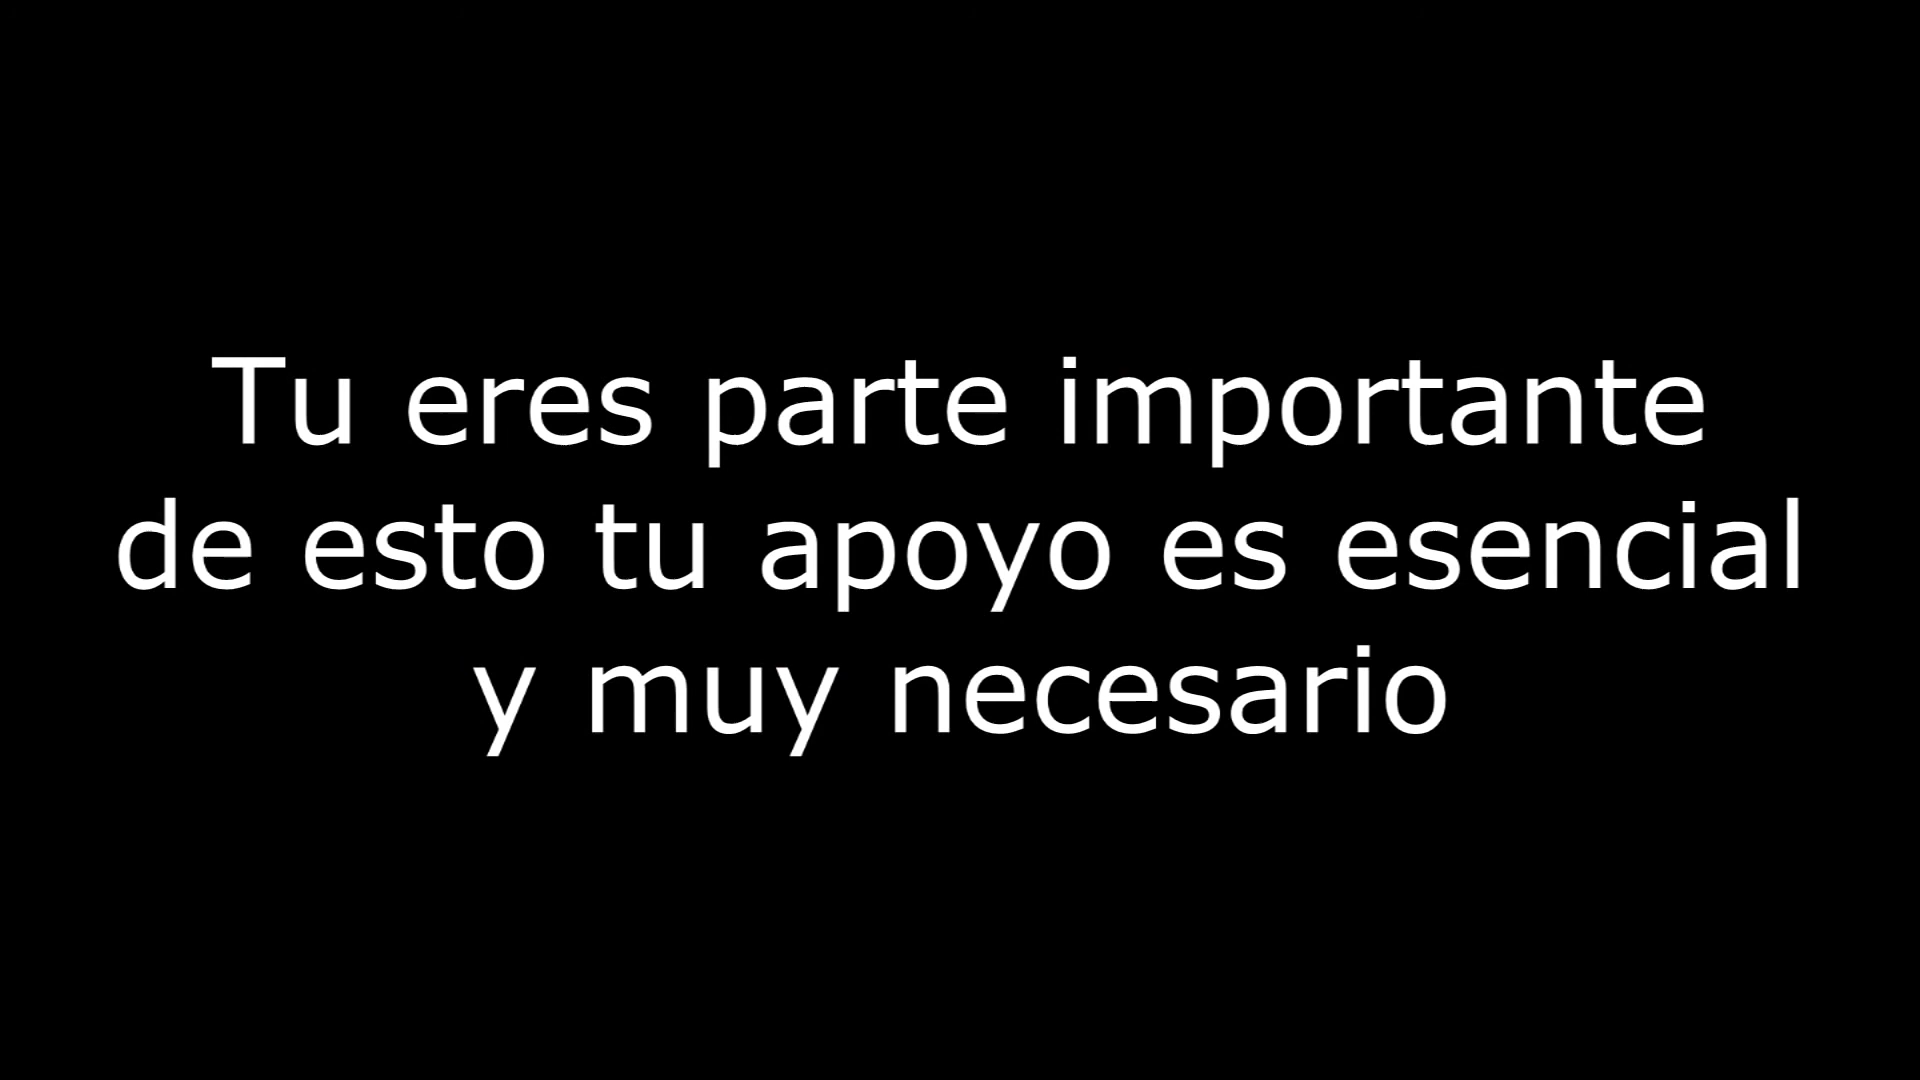 Tu eres parte importante
de esto tu apoyo es esencial
y muy necesario